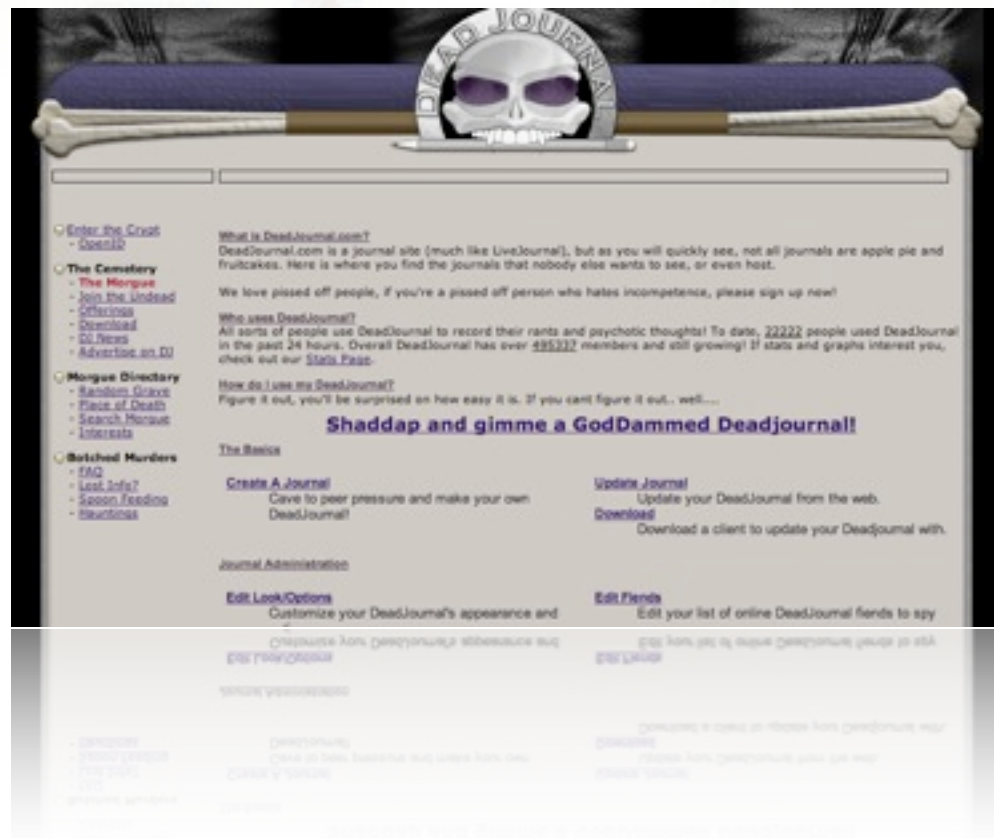 DEAD JOURNAL
Enter the Crypt
- OpenID
The Cemetery
- The Morgue
- Join the Undead
- Offerings
- Download
- DJ News
- Advertise on DJ
Morgue Directory
- Random Grave
- Place of Death
- Search Morgue
- Interests
Botched Murders
- FAQ
- Lost Info?
- Spoon Feeding
- Hauntings
What is DeadJournal.com?
DeadJournal.com is a journal site (much like LiveJournal), but as you will quickly see, not all journals are apple pie and
fruitcakes. Here is where you find the journals that nobody else wants to see, or even host.
We love pissed off people, if you're a pissed off person who hates incompetence, please sign up now!
Who uses DeadJournal?
All sorts of people use DeadJournal to record their rants and psychotic thoughts! To date, 22222 people used DeadJournal
in the past 24 hours. Overall DeadJournal has over 495337 members and still growing! If stats and graphs interest you,
check out our Stats Page.
How do I use my DeadJournal?
Figure it out, you'll be surprised on how easy it is. If you cant figure it out.. well....
Shaddap and gimme a GodDammed Deadjournal!
The Basics
Create A Journal
Cave to peer pressure and make your own
DeadJournal!
Update Journal
Update your DeadJournal from the web.
Download
Download a client to update your Deadjournal with.
Journal Administration
Edit Look/Options
Customize your DeadJournal's appearance and
Edit Fiends
Edit your list of online DeadJournal fiends to spy